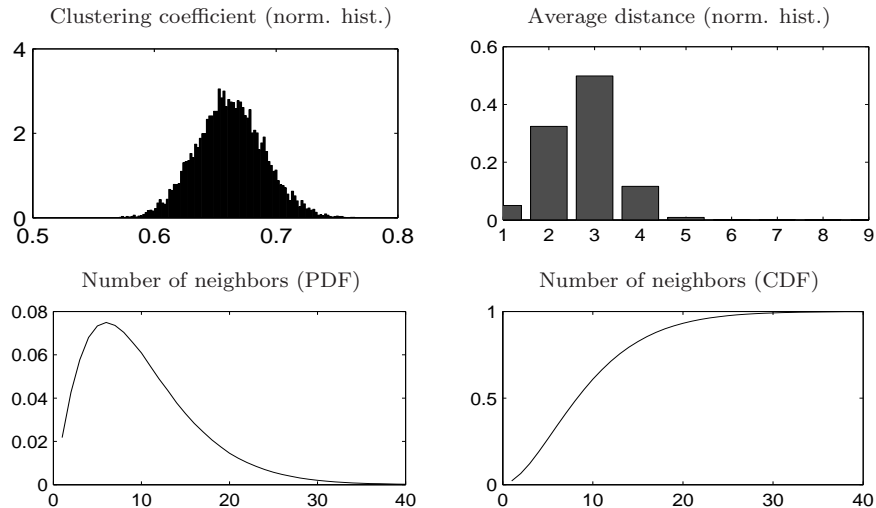 Clustering coefficient (norm. hist.)
4
2
0
0.5 0.6 0.7 0.8
Average distance (norm. hist.)
0.6
0.4
0.2
0
1 2 3 4 5 6 7 8 9
Number of neighbors (PDF)
0.08
0.06
0.04
0.02
0
0 10 20 30 40
Number of neighbors (CDF)
1
0.5
0
0 10 20 30 40